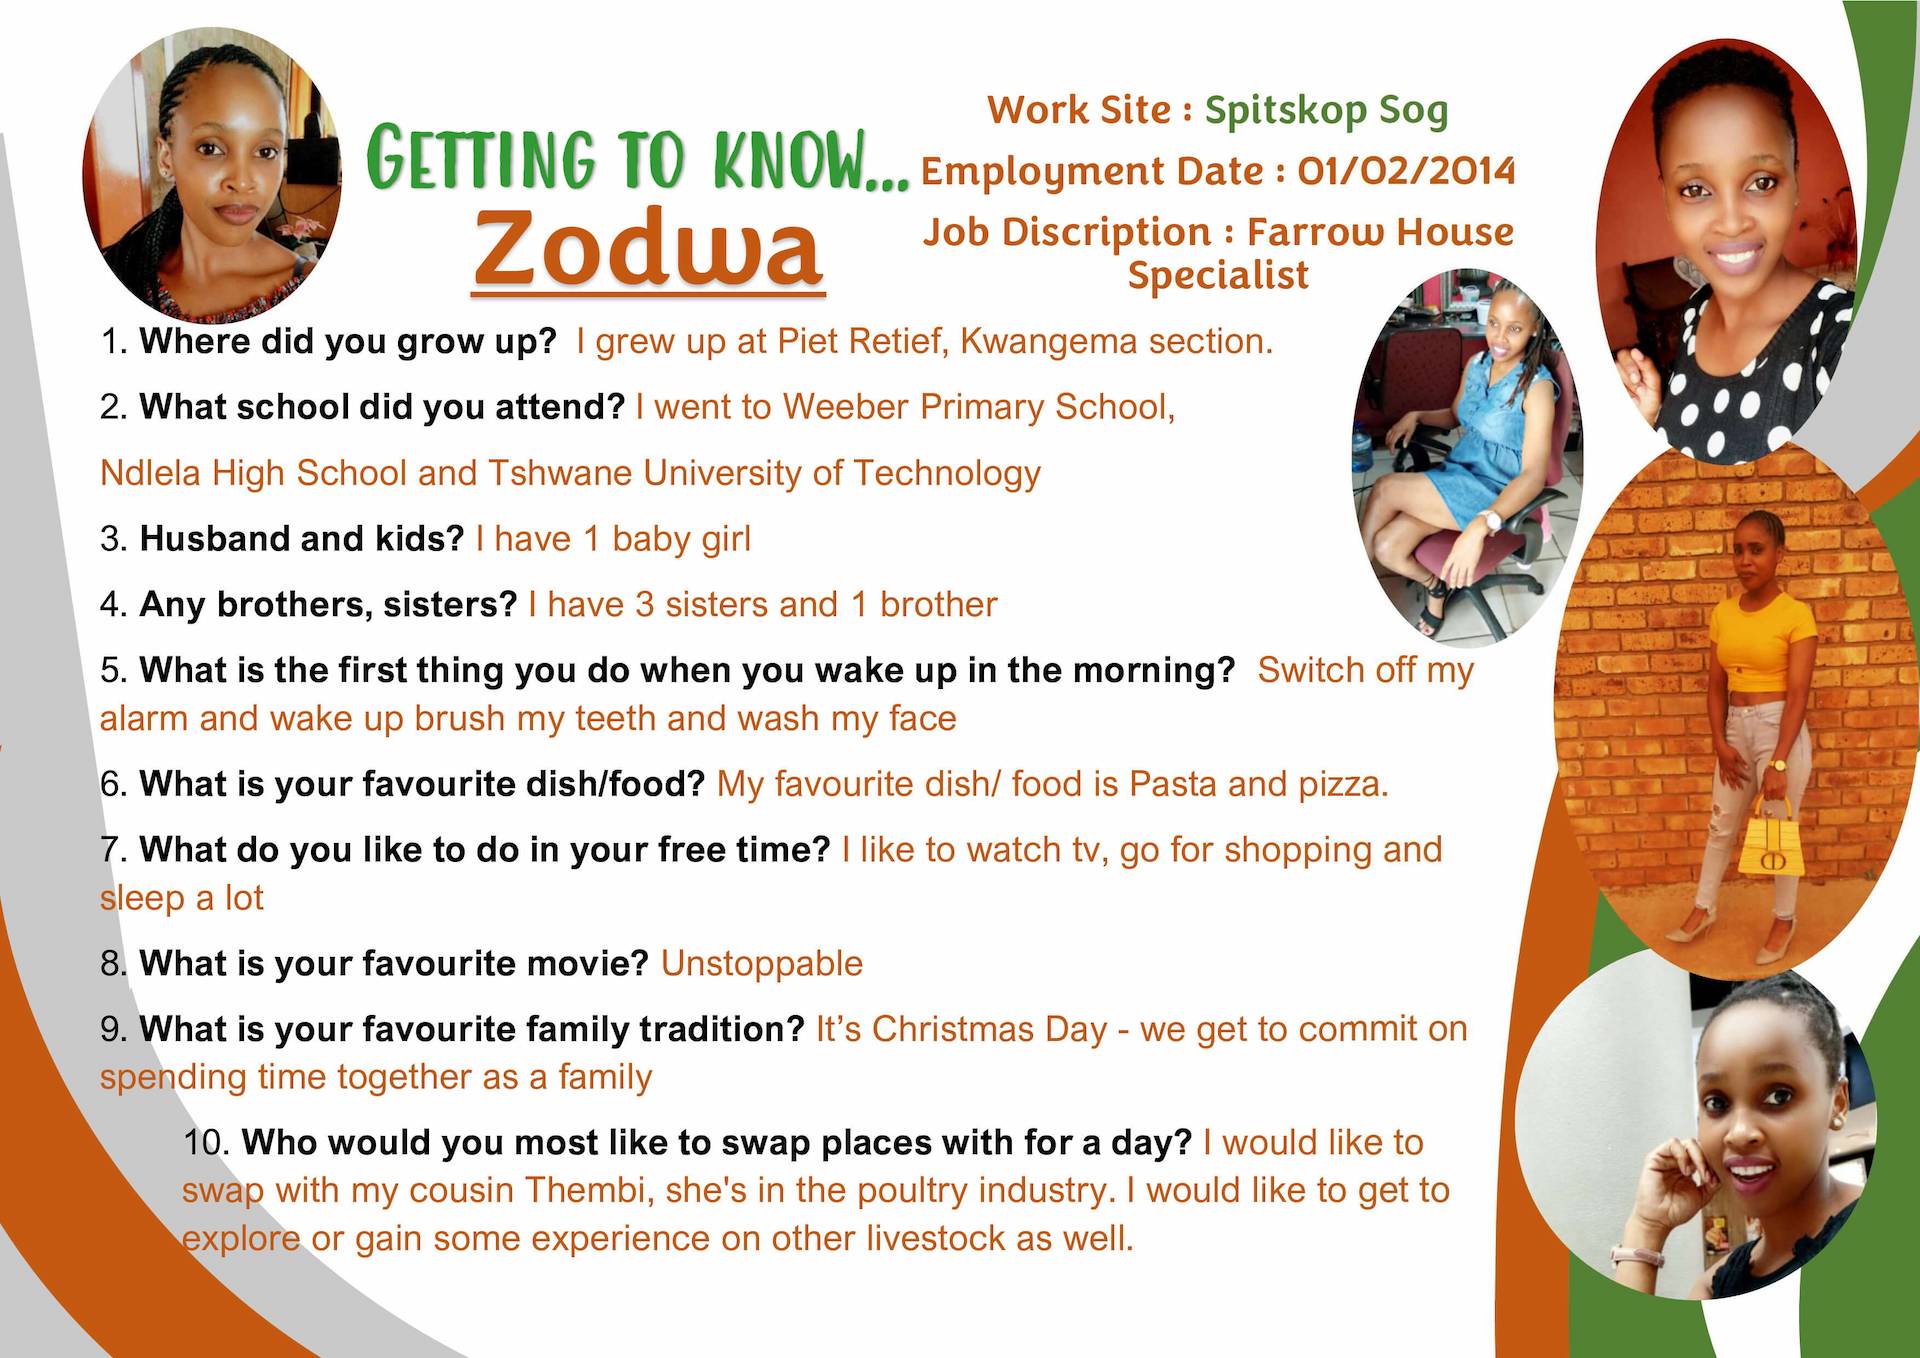 GETTING TO KNOW...
Zodwa
Work Site : Spitskop Sog
Employment Date : 01/02/2014
Job Discription : Farrow House
Specialist
1. Where did you grow up? I grew up at Piet Retief, Kwangema section.
2. What school did you attend? I went to Weeber Primary School,
Ndlela High School and Tshwane University of Technology
3. Husband and kids? I have 1 baby girl
4. Any brothers, sisters? I have 3 sisters and 1 brother
5. What is the first thing you do when you wake up in the morning? Switch off my
alarm and wake up brush my teeth and wash my face
6. What is your favourite dish/food? My favourite dish/ food is Pasta and pizza.
7. What do you like to do in your free time? I like to watch tv, go for shopping and
sleep a lot
8. What is your favourite movie? Unstoppable
9. What is your favourite family tradition? It’s Christmas Day - we get to commit on
spending time together as a family
10. Who would you most like to swap places with for a day? I would like to
swap with my cousin Thembi, she's in the poultry industry. I would like to get to
explore or gain some experience on other livestock as well.